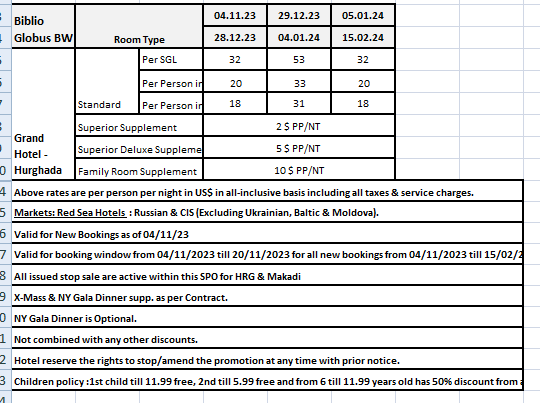 Biblio Globus BW
Room Type
04.11.23 29.12.23 05.01.24
28.12.23 04.01.24 15.02.24
Grand Hotel - Hurghada
Standard
Per SGL 32 53 32
Per Person in 20 33 20
Per Person in 18 31 18
Superior Supplement 2 $ PP/NT
Superior Deluxe Suppleme 5 $ PP/NT
Family Room Supplement 10 $ PP/NT
4 Above rates are per person per night in US$ in all-inclusive basis including all taxes & service charges.
5 Markets: Red Sea Hotels : Russian & CIS (Excluding Ukrainian, Baltic & Moldova).
6 Valid for New Bookings as of 04/11/23
7 Valid for booking window from 04/11/2023 till 20/11/2023 for all new bookings from 04/11/2023 till 15/02/2
8 All issued stop sale are active within this SPO for HRG & Makadi
9 X-Mass & NY Gala Dinner supp. as per Contract.
0 NY Gala Dinner is Optional.
1 Not combined with any other discounts.
2 Hotel reserve the rights to stop/amend the promotion at any time with prior notice.
3 Children policy :1st child till 11.99 free, 2nd till 5.99 free and from 6 till 11.99 years old has 50% discount from